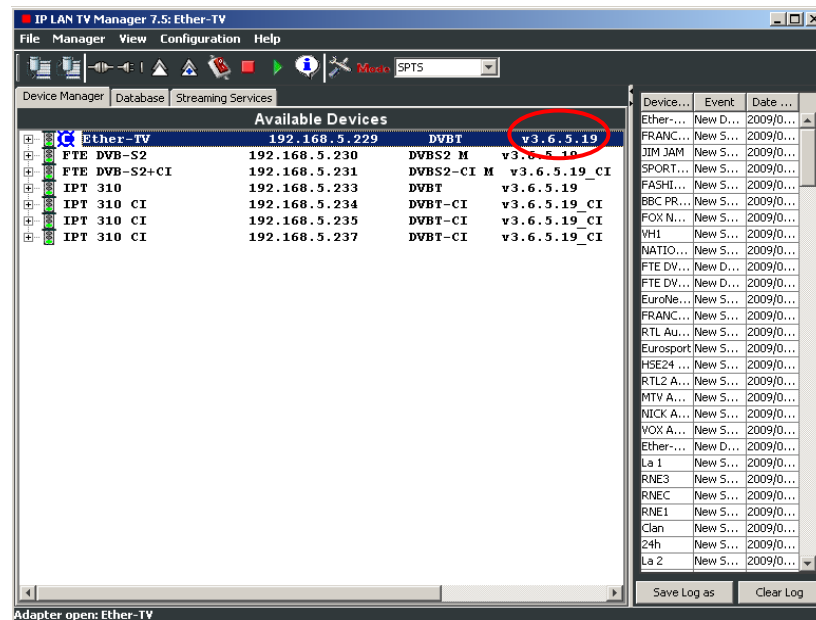 IP LAN TV Manager 7.5: Ether-TV
File Manager View Configuration Help
Mode: SPTS
Device Manager Database Streaming Services
Available Devices
Ether-TV 192.168.5.229 DVBT v3.6.5.19
FTE DVB-S2 192.168.5.230 DVBS2 M v3.6.5.19
FTE DVB-S2+CI 192.168.5.231 DVBS2-CI M v3.6.5.19_CI
IPT 310 192.168.5.233 DVBT v3.6.5.19
IPT 310 CI 192.168.5.234 DVBT-CI v3.6.5.19_CI
IPT 310 CI 192.168.5.235 DVBT-CI v3.6.5.19_CI
IPT 310 CI 192.168.5.237 DVBT-CI v3.6.5.19_CI
Device... Event Date ...
Ether-... New D... 2009/0...
FRANC... New S... 2009/0...
JIM JAM New S... 2009/0...
SPORT... New S... 2009/0...
FASHI... New S... 2009/0...
BBC PR... New S... 2009/0...
FOX N... New S... 2009/0...
VH1 New S... 2009/0...
NATIO... New S... 2009/0...
FTE DV... New D... 2009/0...
FTE DV... New D... 2009/0...
EuroNe... New S... 2009/0...
FRANC... New S... 2009/0...
RTL Au... New S... 2009/0...
Eurosport New S... 2009/0...
HSE24 ... New S... 2009/0...
RTL2 A... New S... 2009/0...
MTV A... New S... 2009/0...
NICK A... New S... 2009/0...
VOX A... New S... 2009/0...
Ether-... New D... 2009/0...
La 1 New S... 2009/0...
RNE3 New S... 2009/0...
RNEC New S... 2009/0...
RNE1 New S... 2009/0...
Clan New S... 2009/0...
24h New S... 2009/0...
La 2 New S... 2009/0...
Save Log as Clear Log
Adapter open: Ether-TV